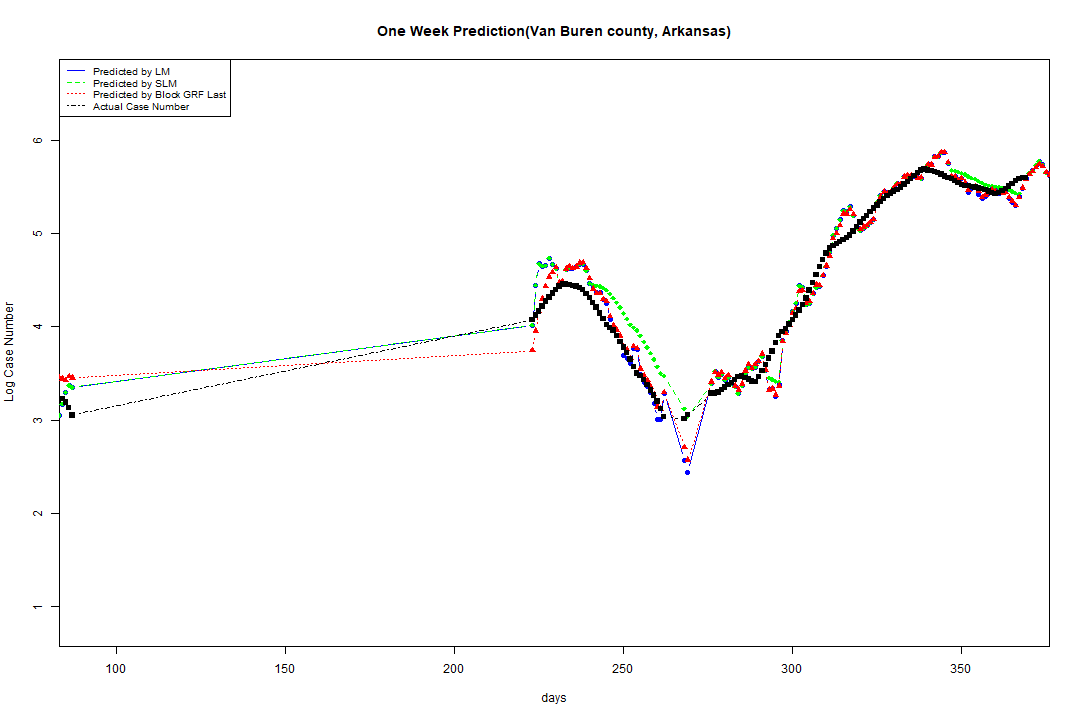 One Week Prediction(Van Buren county, Arkansas)
Predicted by LM
Predicted by SLM
Predicted by Block GRF Last
Actual Case Number
Log Case Number
6
5
4
3
2
1
100 150 200 250 300 350
days